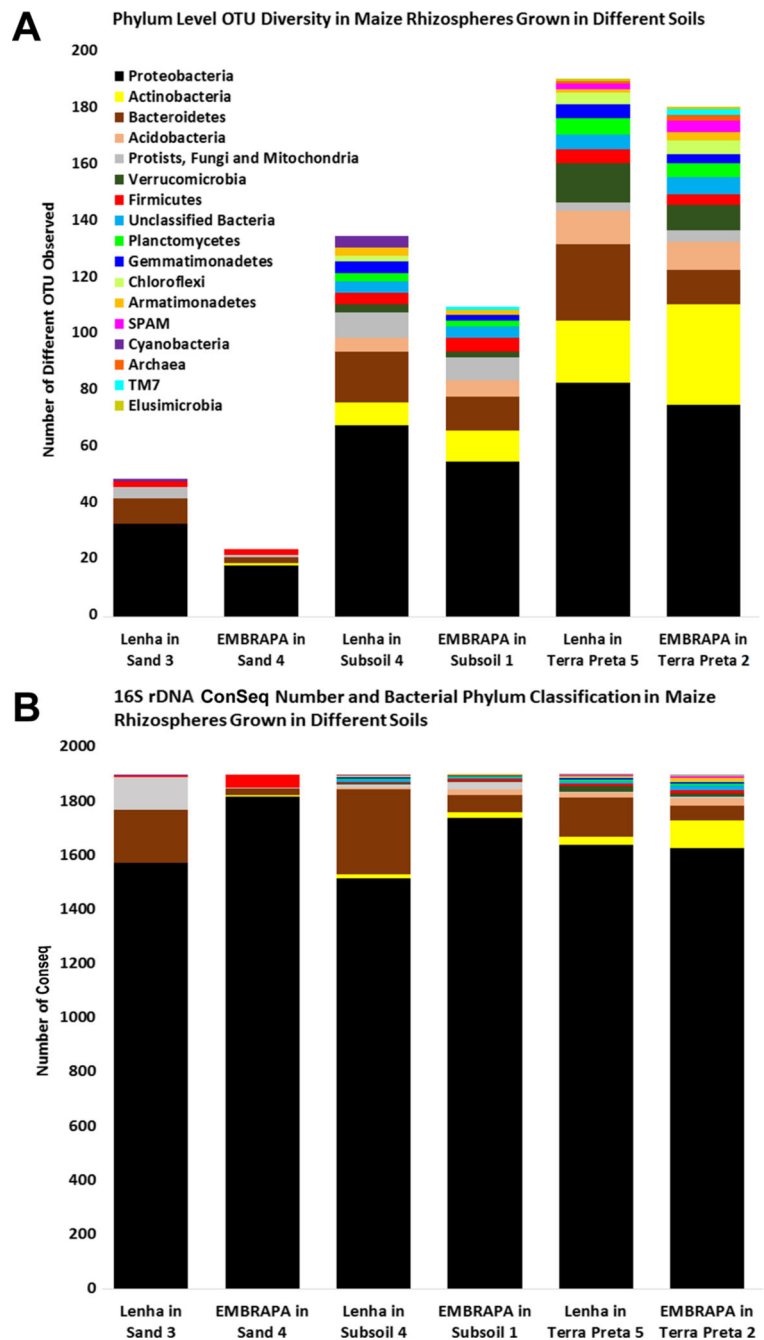 A
Phylum Level OTU Diversity in Maize Rhizospheres Grown in Different Soils
Number of Different OTU Observed
200
180
160
140
120
100
80
60
40
20
0
Proteobacteria
Actinobacteria
Bacteroidetes
Acidobacteria
Protists, Fungi and Mitochondria
Verrucomicrobia
Firmicutes
Unclassified Bacteria
Planctomycetes
Gemmatimonadetes
Chloroflexi
Armatimonadetes
SPAM
Cyanobacteria
Archaea
TM7
Elusimicrobia
Lenha in
Sand 3
EMBRAPA in
Sand 4
Lenha in
Subsoil 4
EMBRAPA in
Subsoil 1
Lenha in
Terra Preta 5
EMBRAPA in
Terra Preta 2
B
16S rDNA ConSeq Number and Bacterial Phylum Classification in Maize
Rhizospheres Grown in Different Soils
Number of Conseq
2000
1800
1600
1400
1200
1000
800
600
400
200
0
Lenha in
Sand 3
EMBRAPA in
Sand 4
Lenha in
Subsoil 4
EMBRAPA in
Subsoil 1
Lenha in
Terra Preta 5
EMBRAPA in
Terra Preta 2